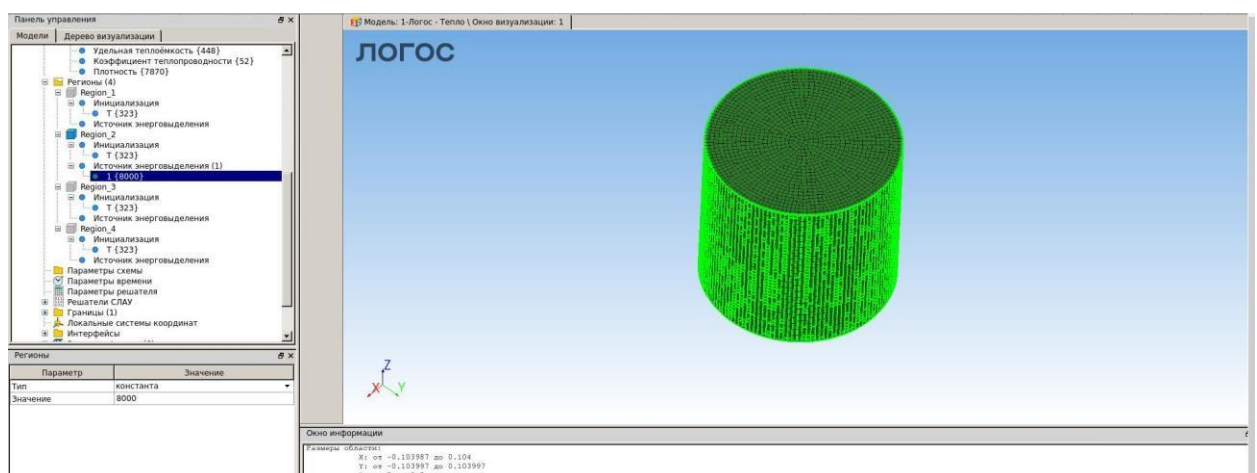 Панель управления
Модели Дерево визуализации
Удельная теплоёмкость {448}
Коэффициент теплопроводности {52}
Плотность {7870}
Регионы (4)
Region_1
Инициализация
T {323}
Источник энерговыделения
Region_2
Инициализация
T {323}
Источник энерговыделения (1)
1 {8000}
Region_3
Инициализация
T {323}
Источник энерговыделения
Region_4
Инициализация
T {323}
Источник энерговыделения
Параметры схемы
Параметры времени
Параметры решателя
Решатели СЛАУ
Границы (1)
Локальные системы координат
Интерфейсы
Регионы
Параметр Значение
Тип константа
Значение 8000
Модель: 1-Логос - Тепло \ Окно визуализации: 1
ЛОГОС
Z
X Y
Окно информации
Размеры области:
X: от -0.103987 до 0.104
Y: от -0.103997 до 0.103997